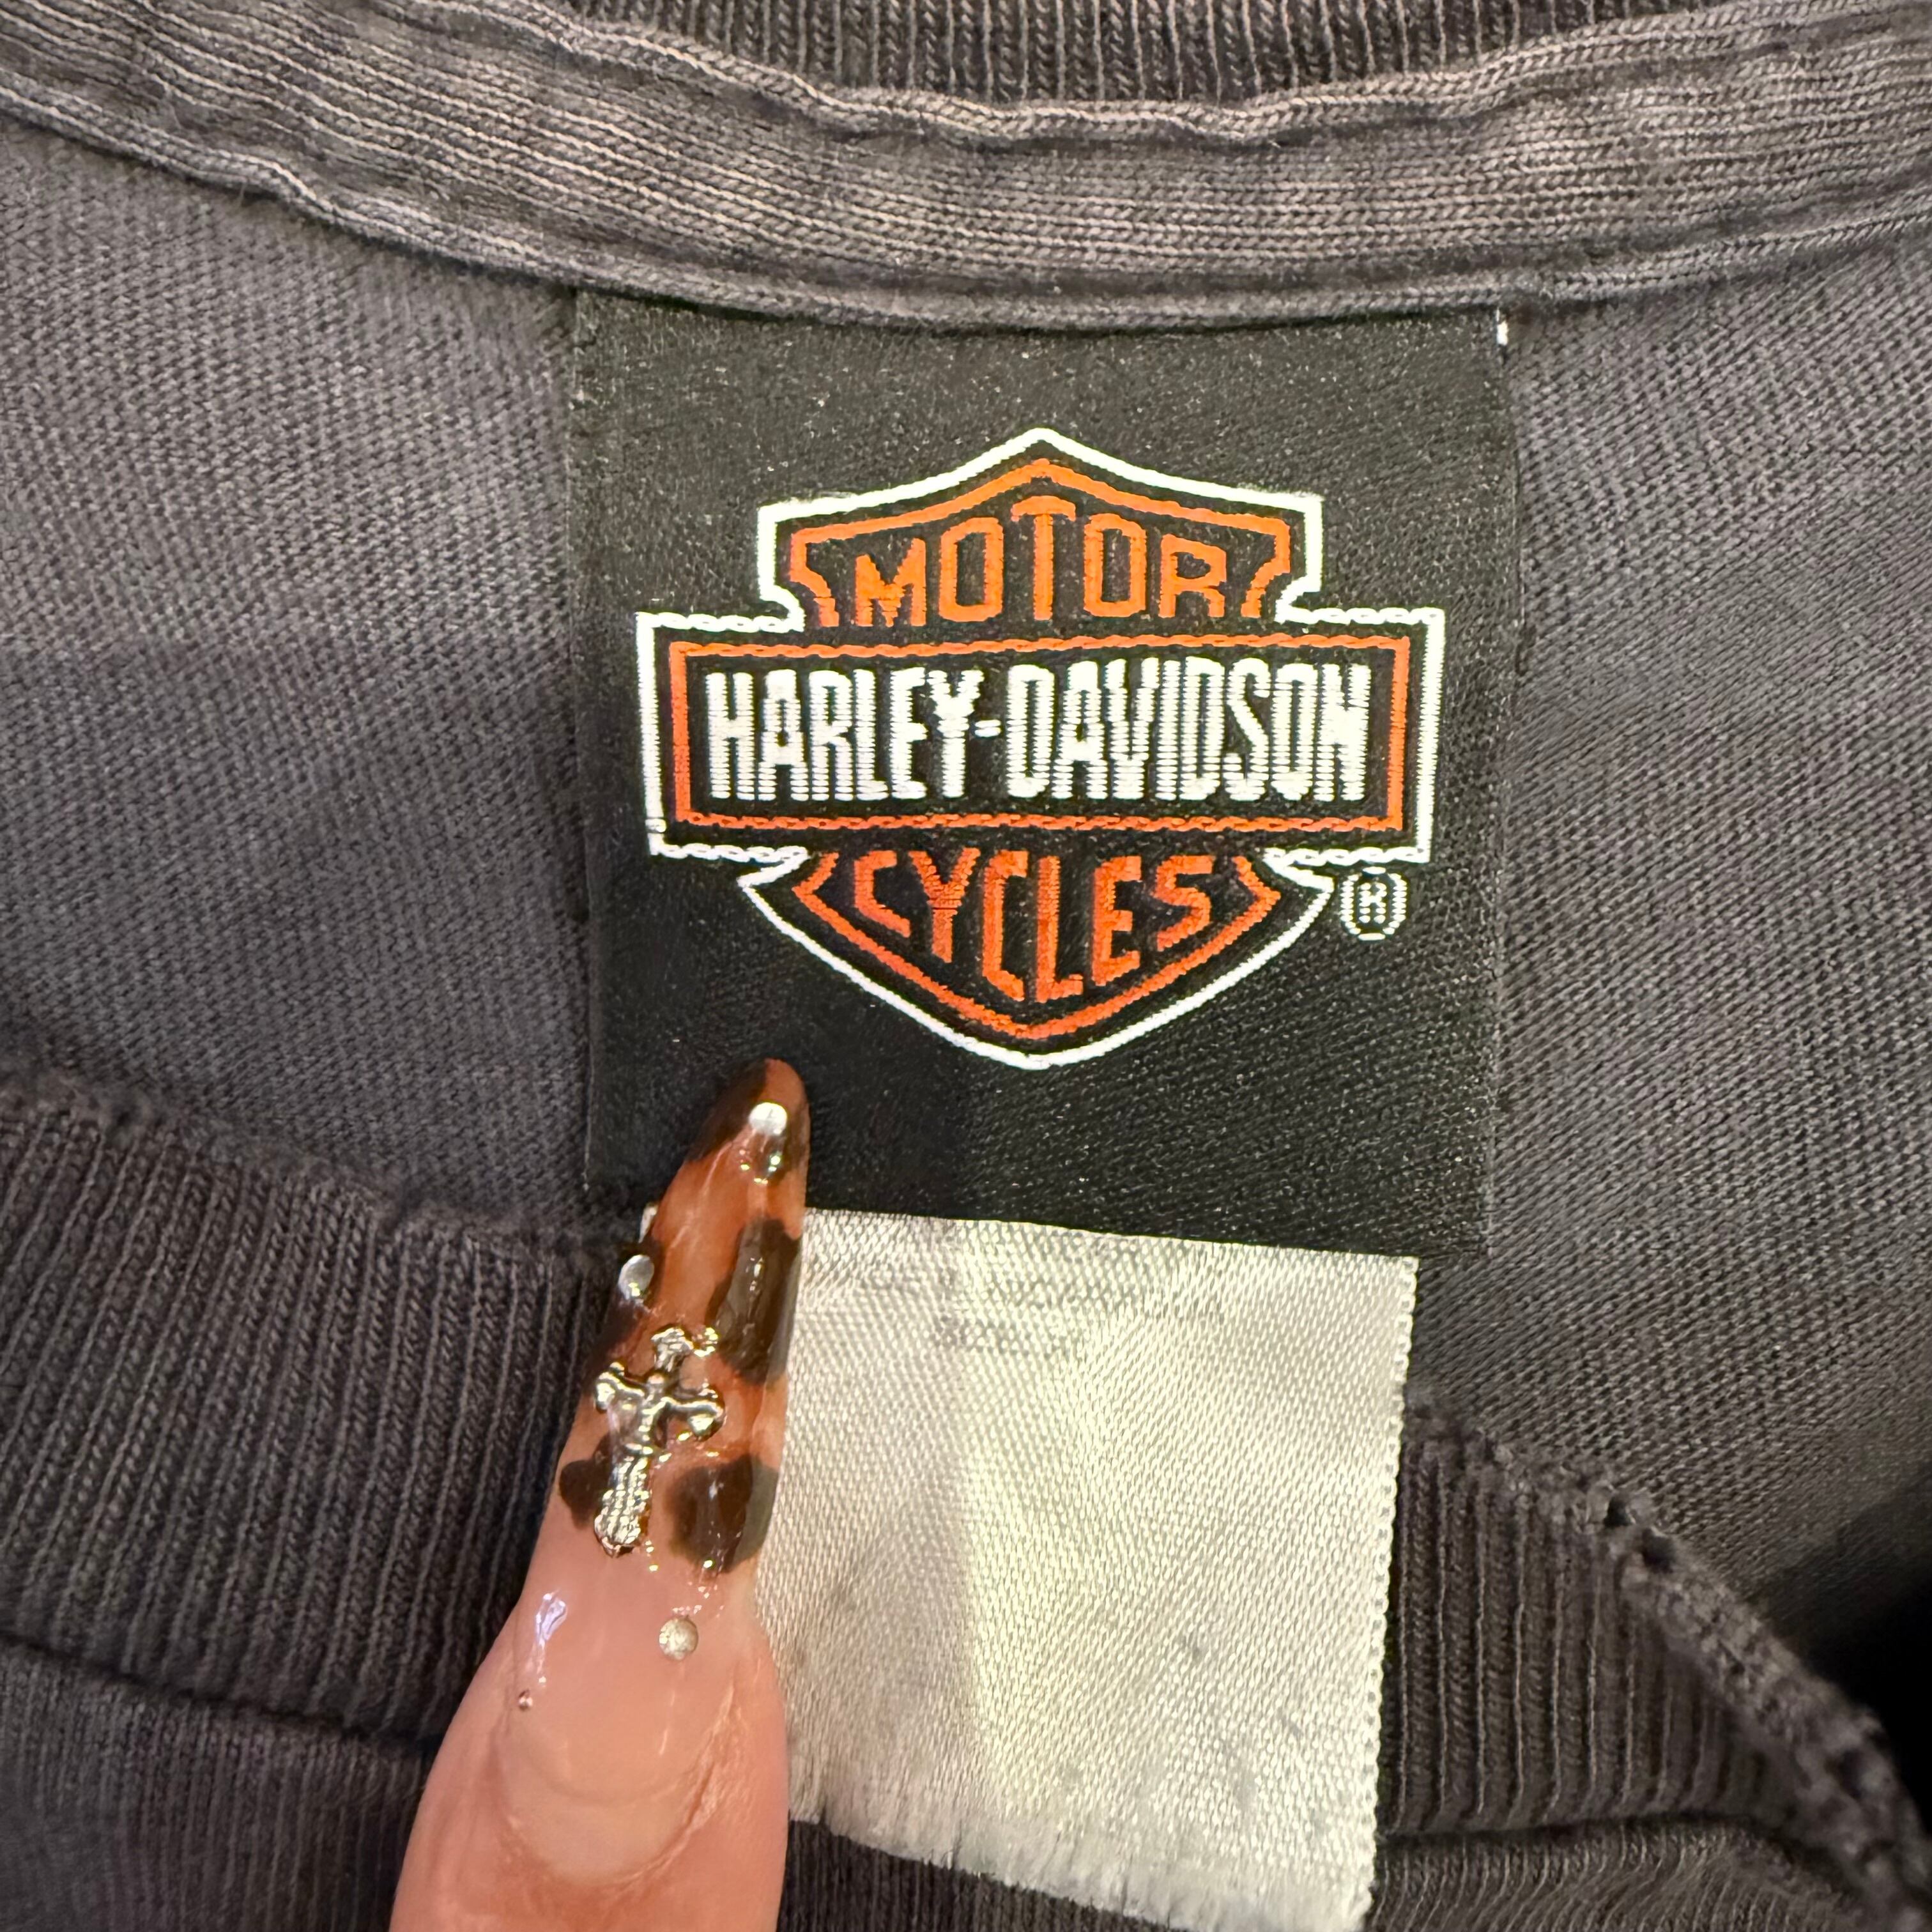 MOTOR
HARLEY-DAVIDSON
CYCLES
®